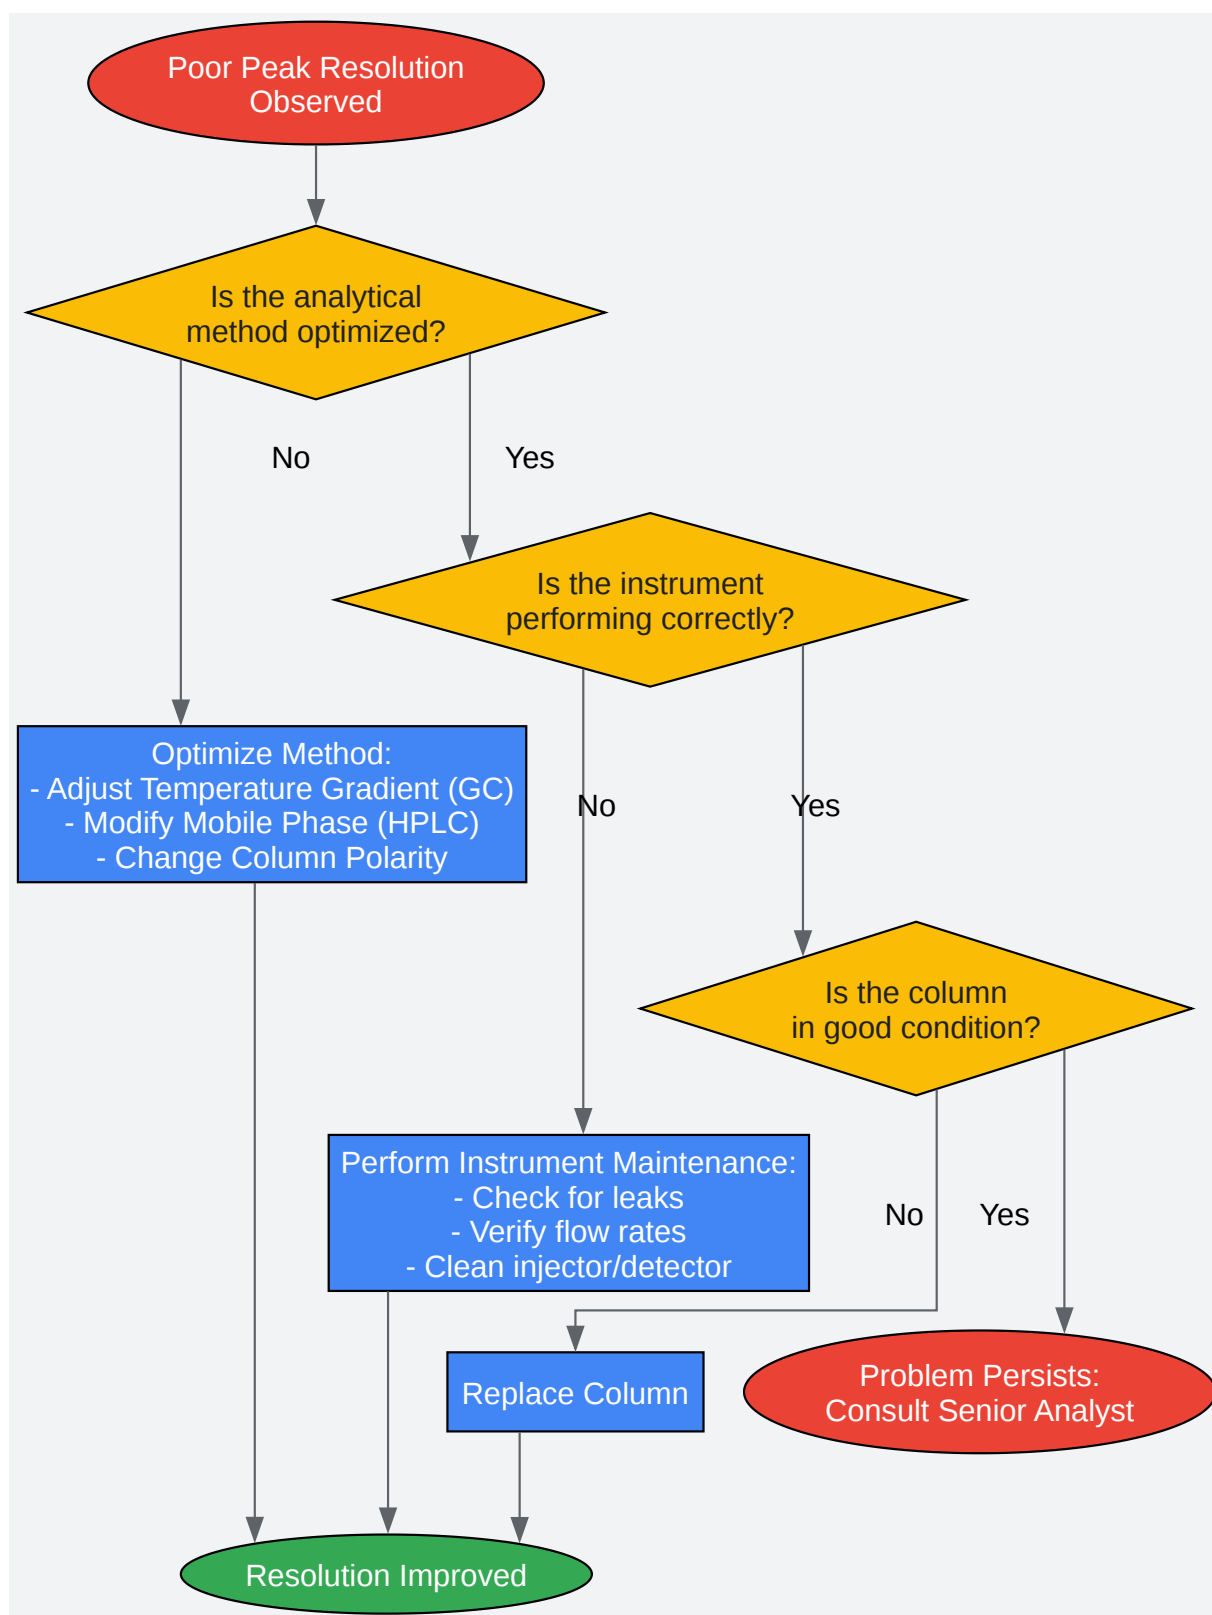 Poor Peak Resolution
Observed
Is the analytical
method optimized?
No
Yes
Is the instrument
performing correctly?
Optimize Method:
- Adjust Temperature Gradient (GC)
- Modify Mobile Phase (HPLC)
- Change Column Polarity
No
Yes
Is the column
in good condition?
Perform Instrument Maintenance:
- Check for leaks
- Verify flow rates
- Clean injector/detector
No
Yes
Replace Column
Problem Persists:
Consult Senior Analyst
Resolution Improved